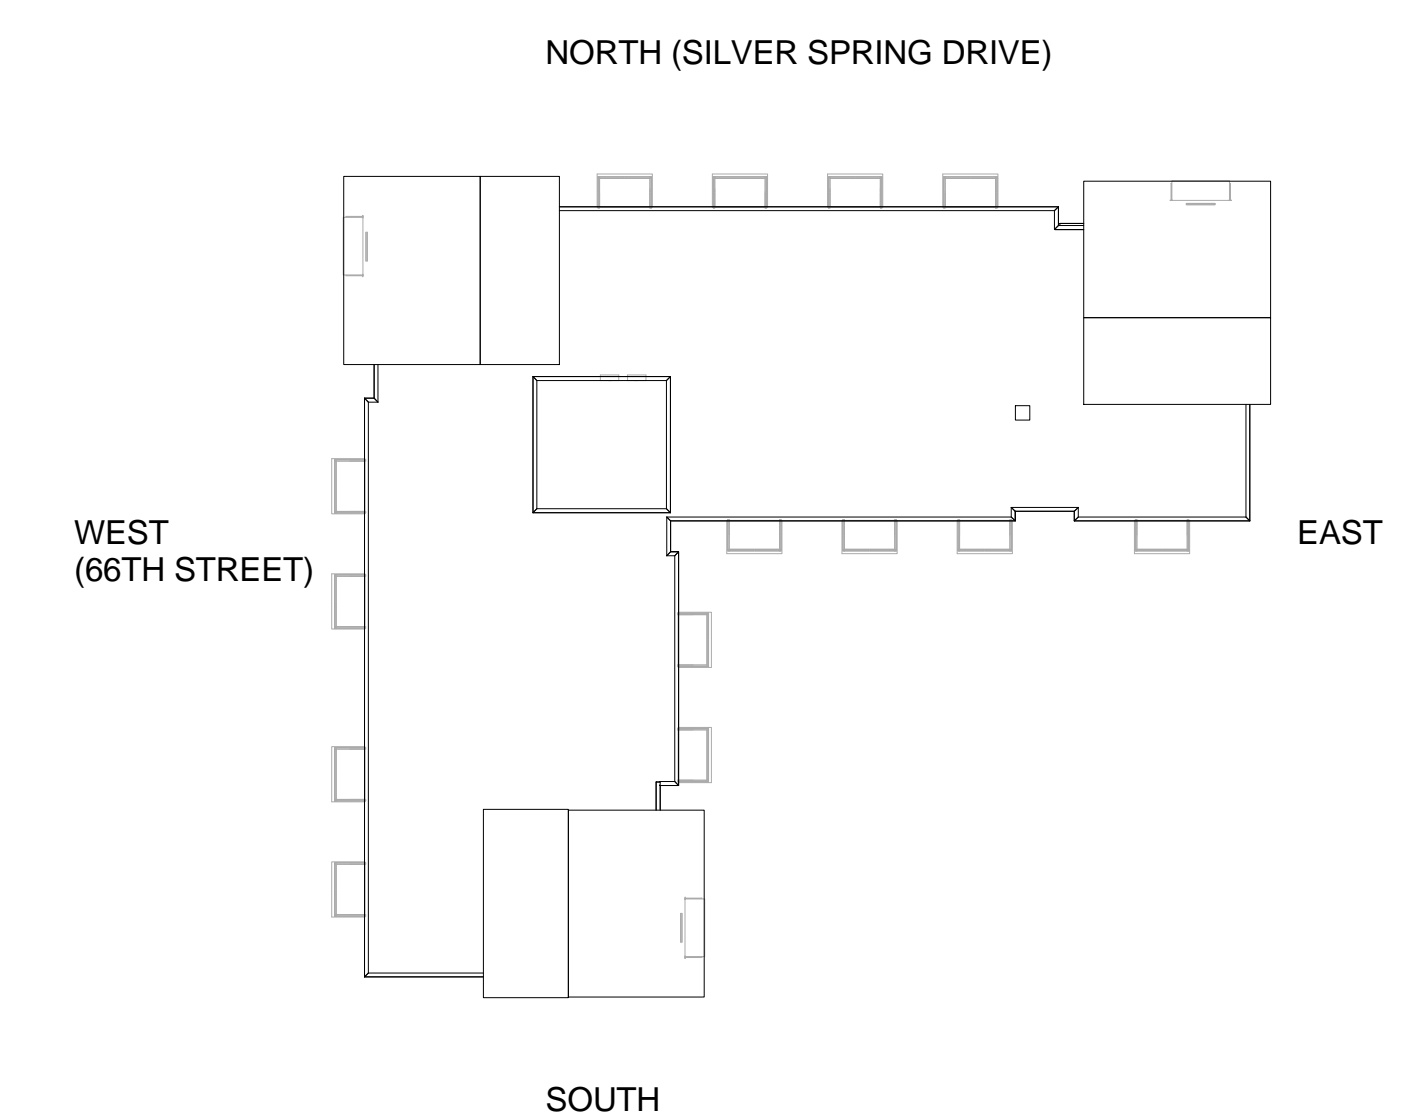 NORTH (SILVER SPRING DRIVE)
WEST
(66TH STREET)
EAST
SOUTH